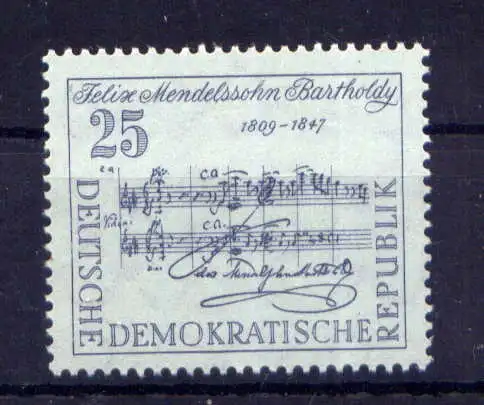 Felix Mendelssohn Bartholdy
1809-1847
25
c.a.
c.a.
DEUTSCHE
DEMOKRATISCHE
REPUBLIK